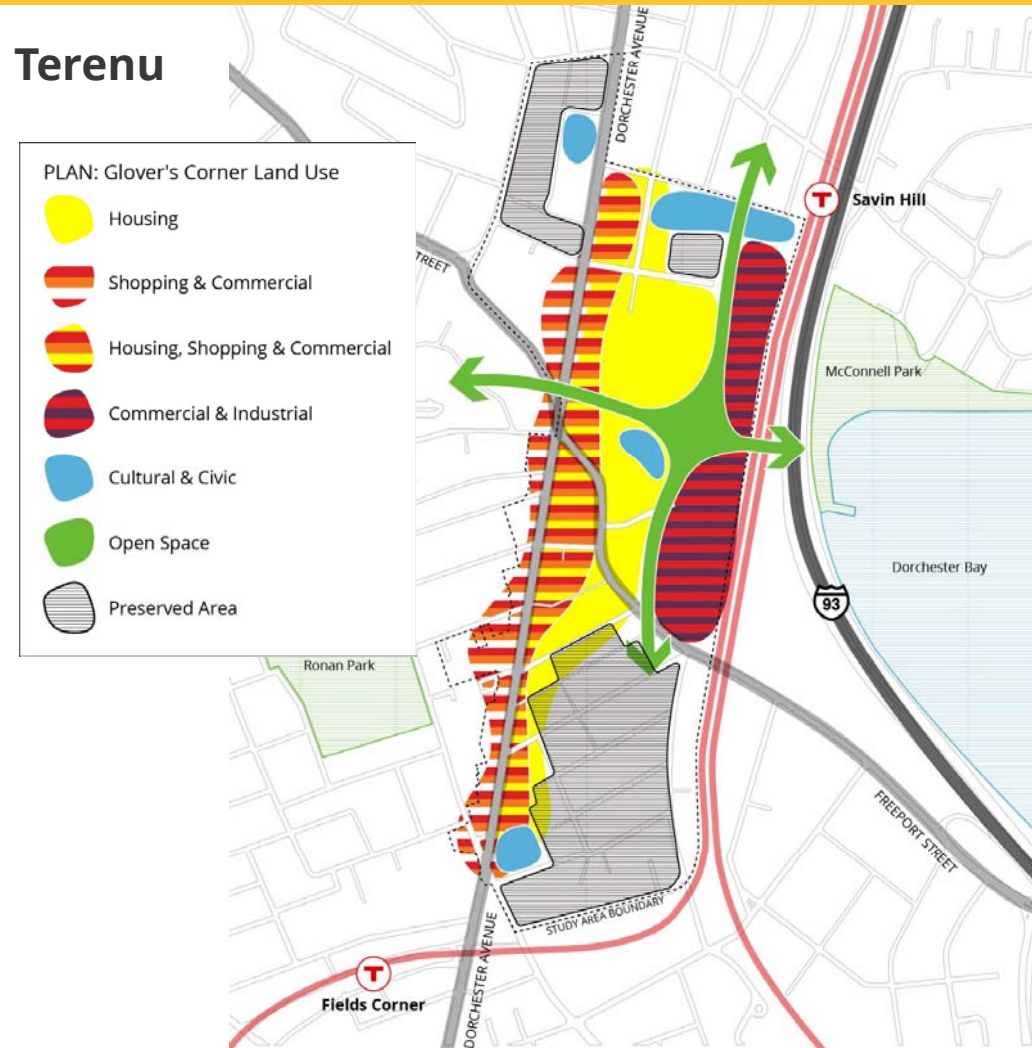 Terenu
PLAN: Glover's Corner Land Use
Housing
Shopping & Commercial
Housing, Shopping & Commercial
Commercial & Industrial
Cultural & Civic
Open Space
Preserved Area
DORCHESTER AVENUE
T
Savin Hill
TREET
McConnell Park
Dorchester Bay
93
Ronan Park
FREEPORT STREET
STUDY AREA BOUNDARY
DORCHESTER AVENUE
T
Fields Corner